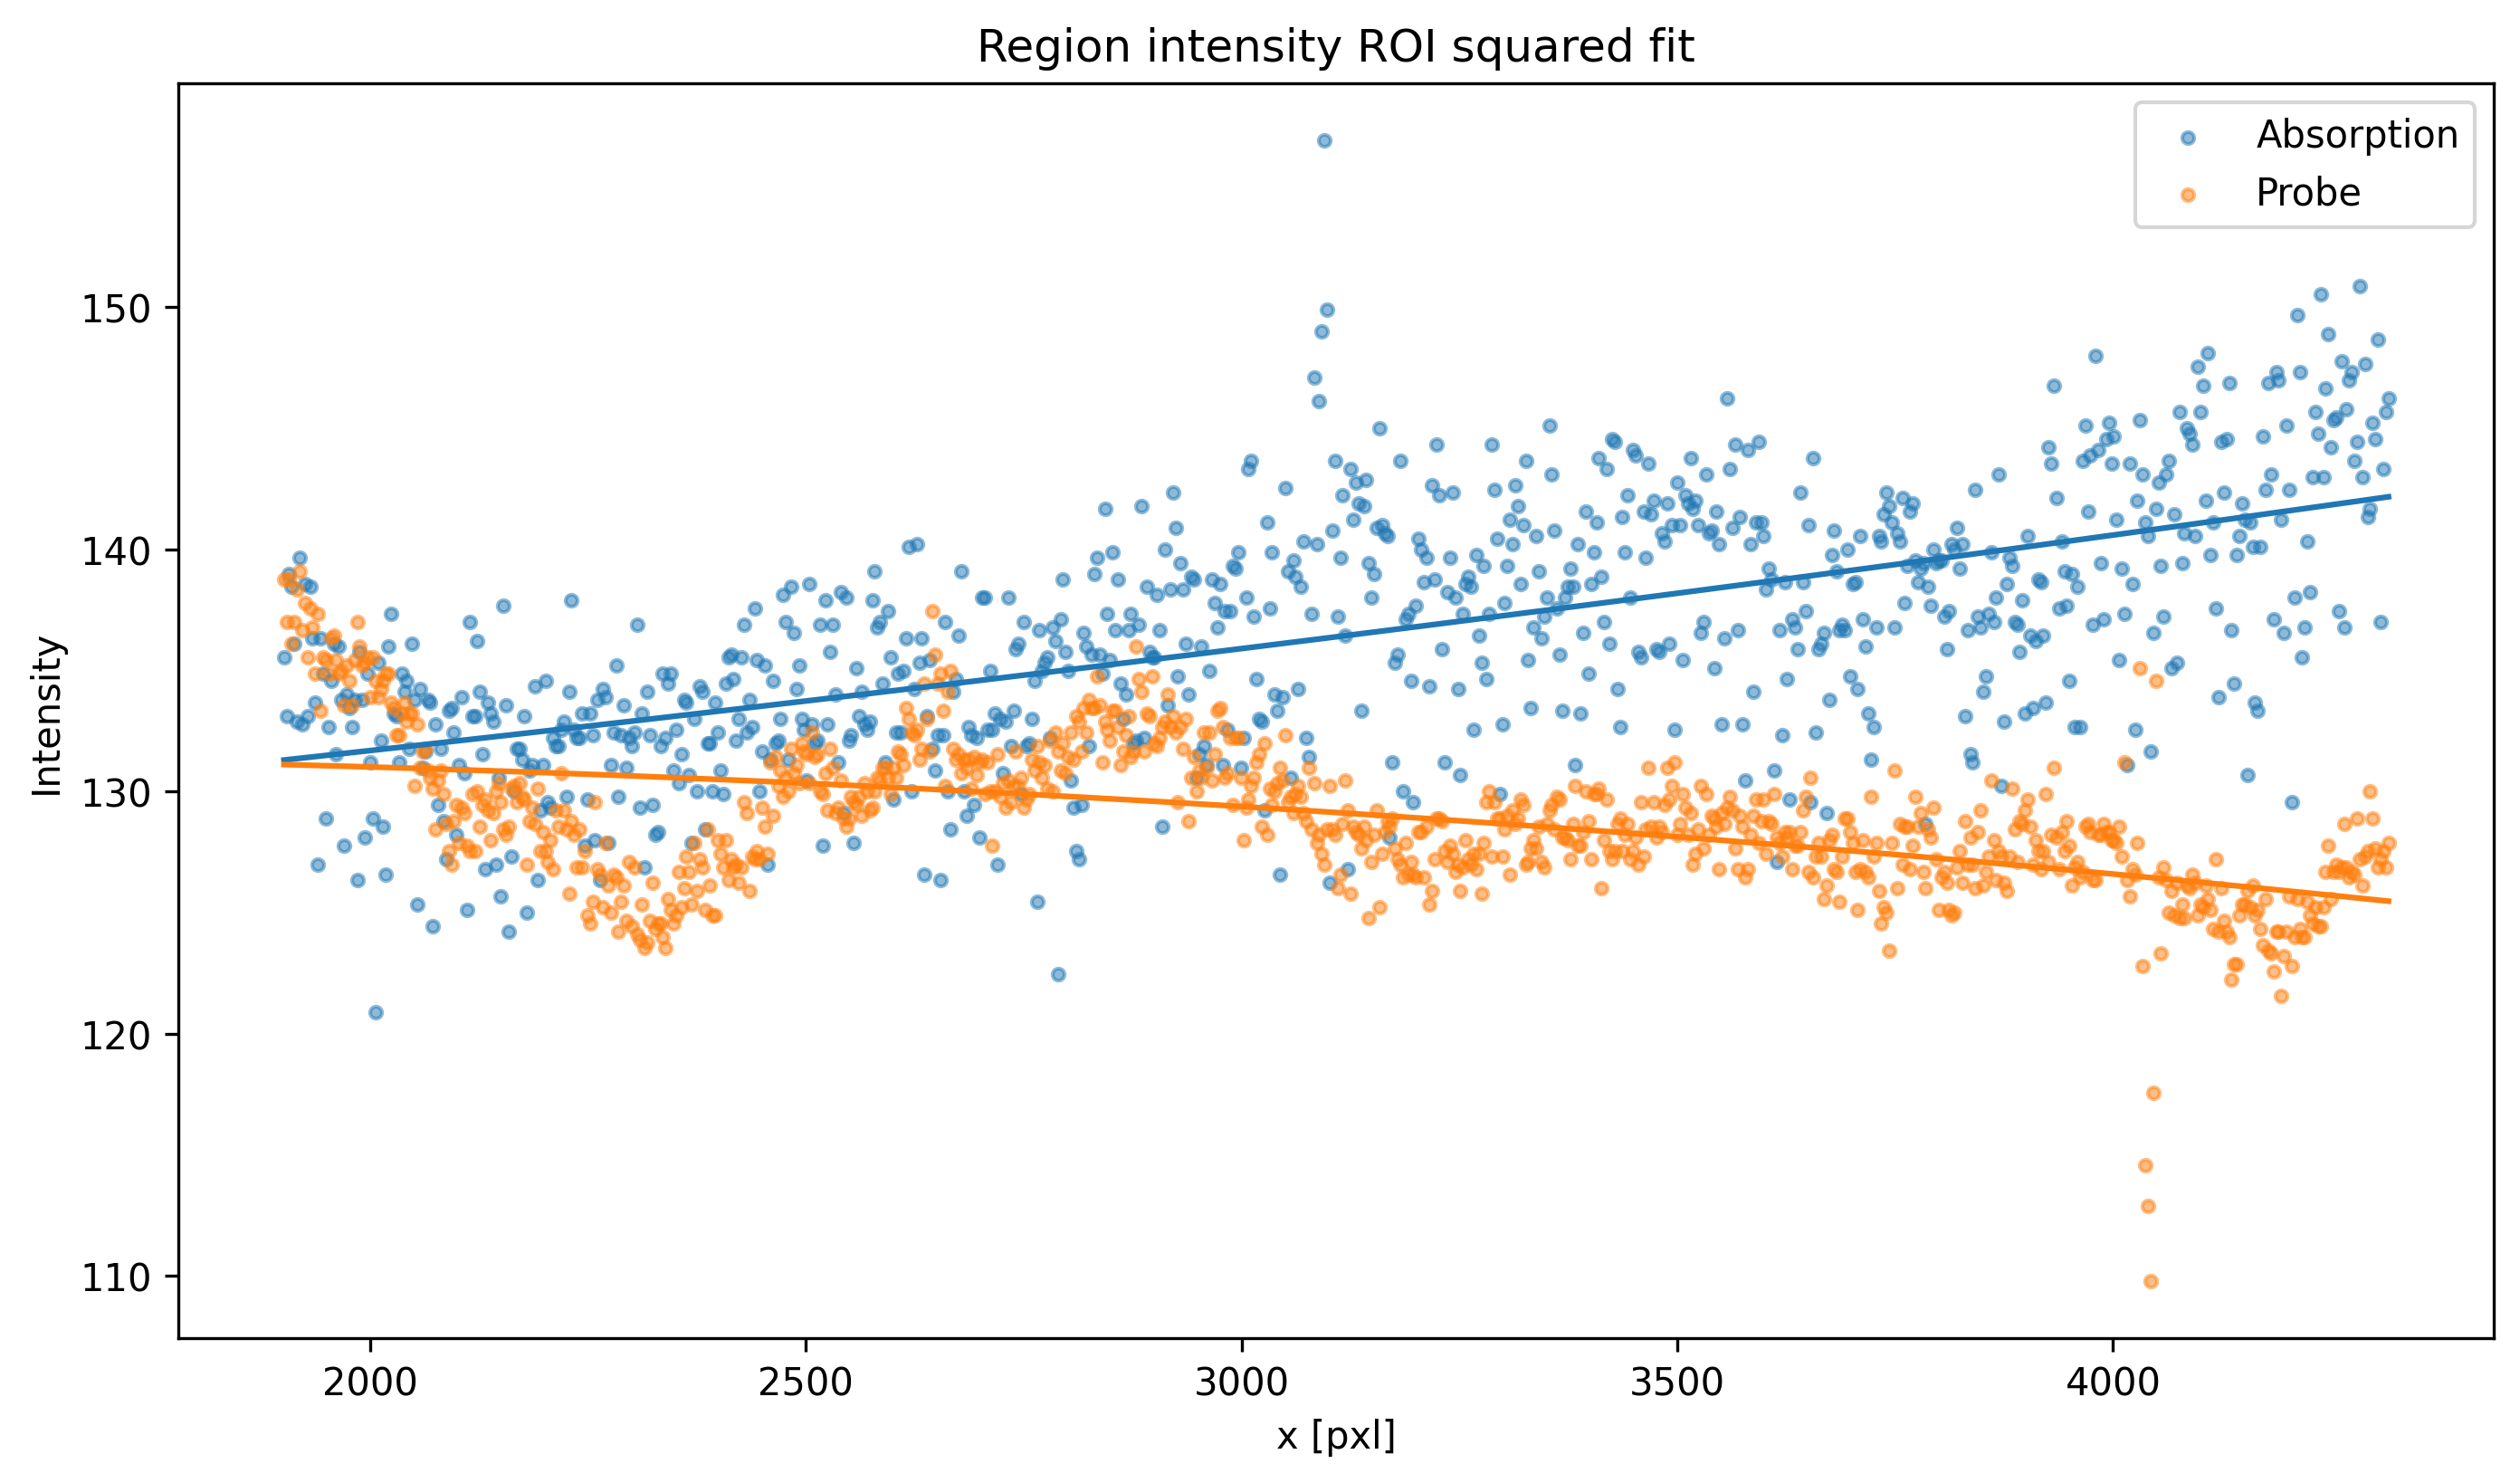 Region intensity ROI squared fit
Absorption
Probe
Intensity
150
140
130
120
110
2000
2500
3000
3500
4000
x [pxl]